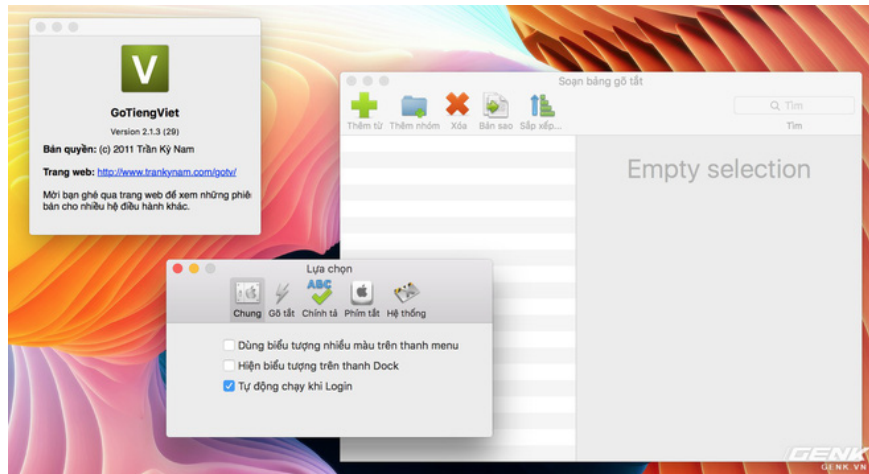 V
GoTiengViet
Version 2.1.3 (29)
Bản quyền: (c) 2011 Trần Kỳ Nam
Trang web: http://www.trankynam.com/gotv/
Mời bạn ghé qua trang web để xem những phiê
bản cho nhiều hệ điều hành khác.
Soạn bảng gõ tắt
Thêm từ Thêm nhóm Xóa Bản sao Sắp xếp... Tìm
Tìm
Empty selection
Lựa chọn
ABC
Chung Gõ tắt Chính tả Phím tắt Hệ thống
Dùng biểu tượng nhiều màu trên thanh menu
Hiện biểu tượng trên thanh Dock
Tự động chạy khi Login
GENK
GENK.VN